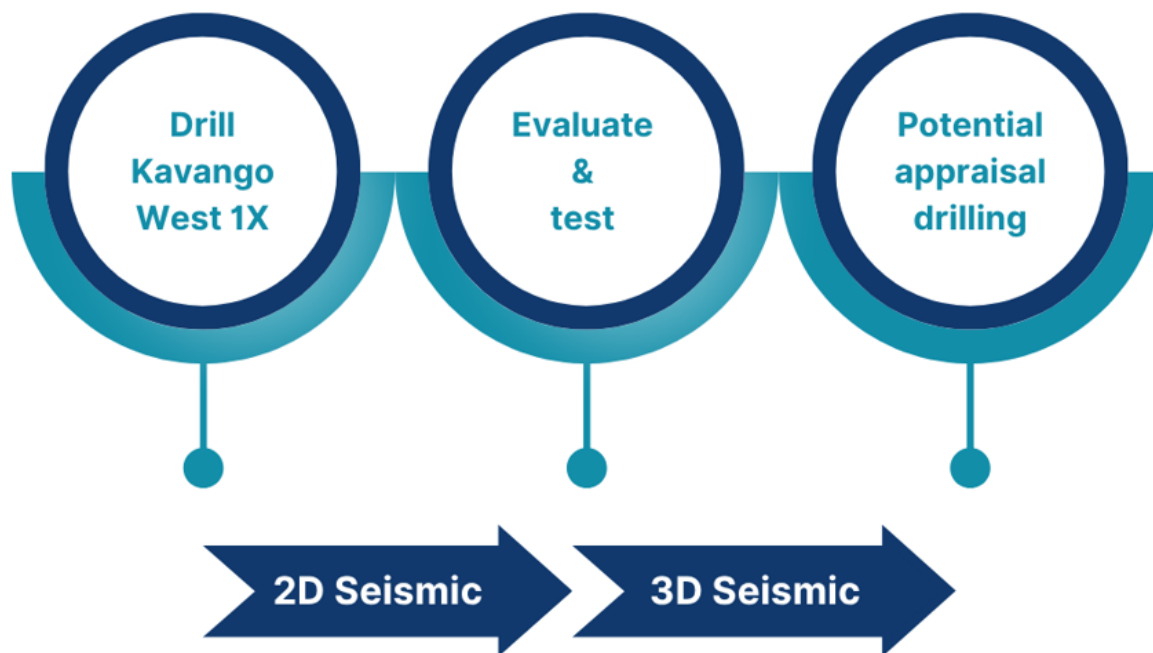 Drill
Kavango
West 1X
Evaluate
&
test
Potential
appraisal
drilling
2D Seismic
3D Seismic